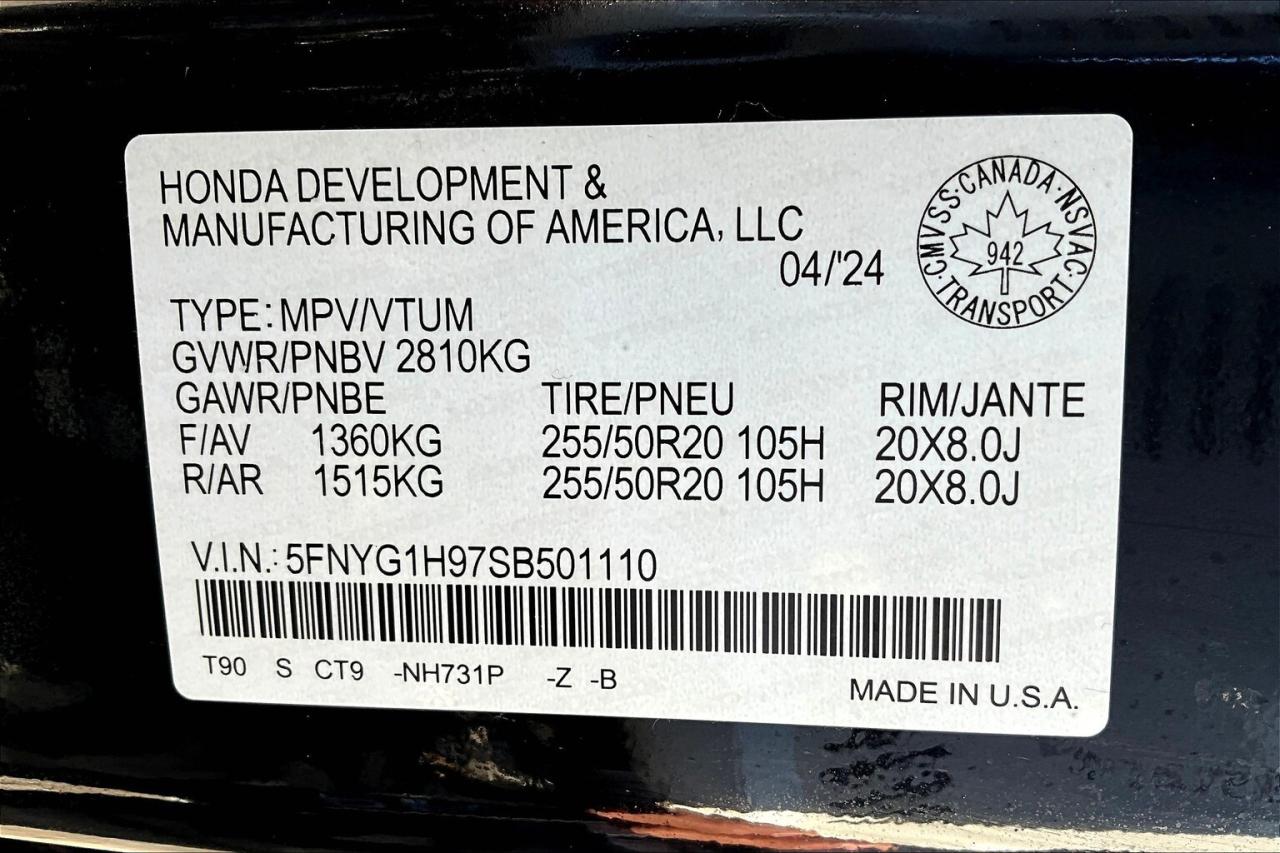 HONDA DEVELOPMENT &
MANUFACTURING OF AMERICA, LLC
04/'24
CMVSS·CANADA·NSVAC·TRANSPORT·
942
TYPE: MPV/VTUM
GVWR/PNBV 2810KG
GAWR/PNBE TIRE/PNEU RIM/JANTE
F/AV 1360KG 255/50R20 105H 20X8.0J
R/AR 1515KG 255/50R20 105H 20X8.0J
V.I.N.: 5FNYG1H97SB501110
T90 S CT9 -NH731P -Z -B
MADE IN U.S.A.